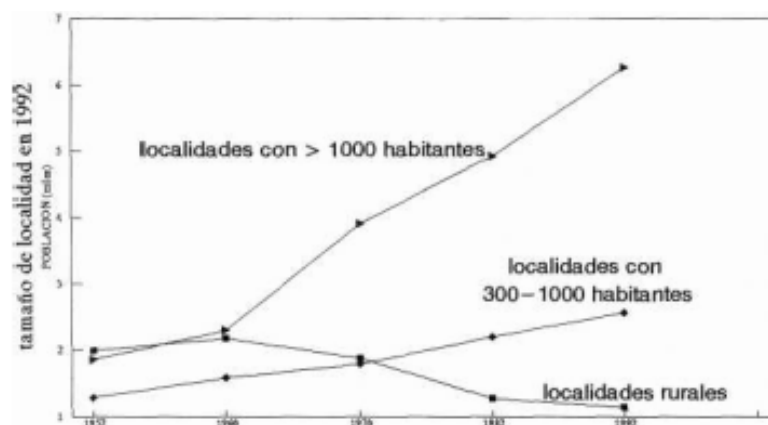 7
6
5
4
3
2
1
tamaño de localidad en 1992
POBLACION (miles)
llocalidades con > 1000 habitantes
localidades con
300-1000 habitantes
localidades rurales